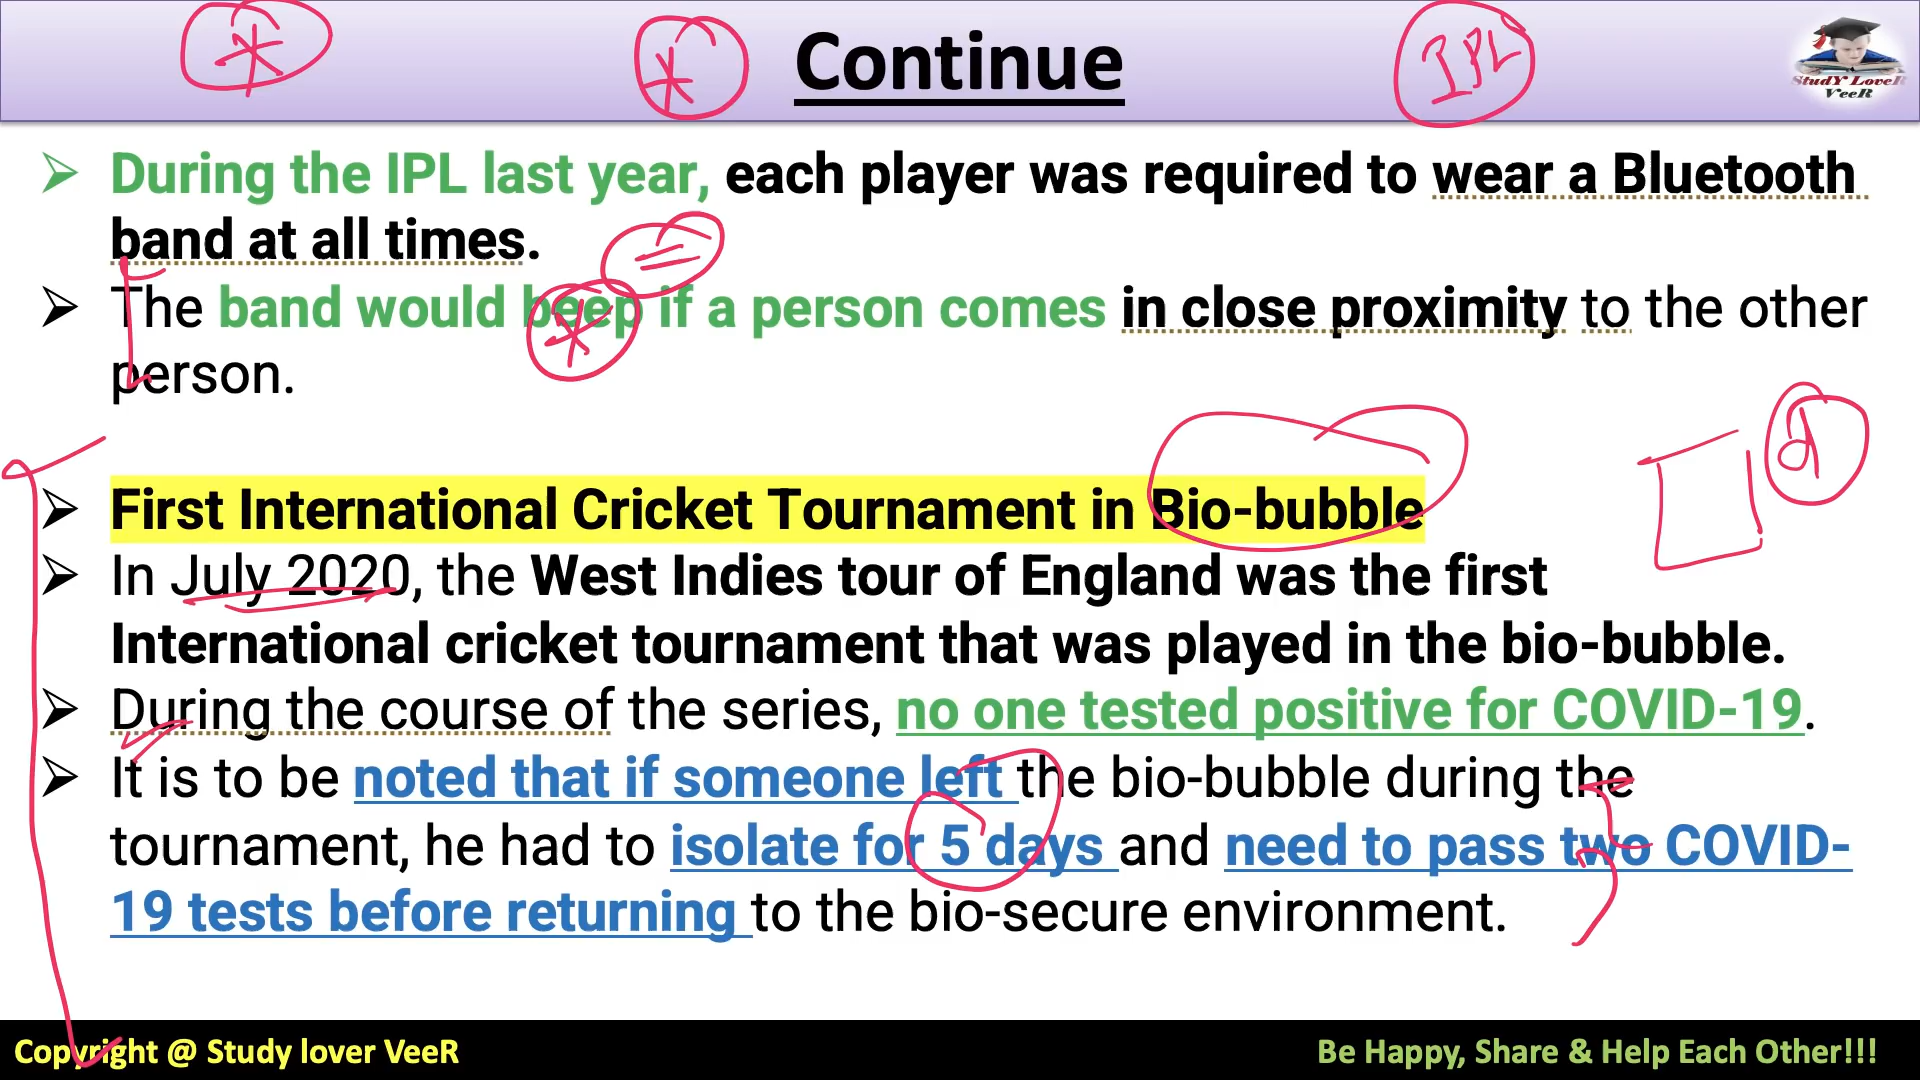 Continue
IPL
StudY LoveR
VeeR
During the IPL last year, each player was required to wear a Bluetooth
band at all times.
The band would beep if a person comes in close proximity to the other
person.
First International Cricket Tournament in Bio-bubble
In July 2020, the West Indies tour of England was the first
International cricket tournament that was played in the bio-bubble.
During the course of the series, no one tested positive for COVID-19.
It is to be noted that if someone left the bio-bubble during the
tournament, he had to isolate for 5 days and need to pass two COVID-
19 tests before returning to the bio-secure environment.
Copyright @ Study lover VeeR
Be Happy, Share & Help Each Other!!!